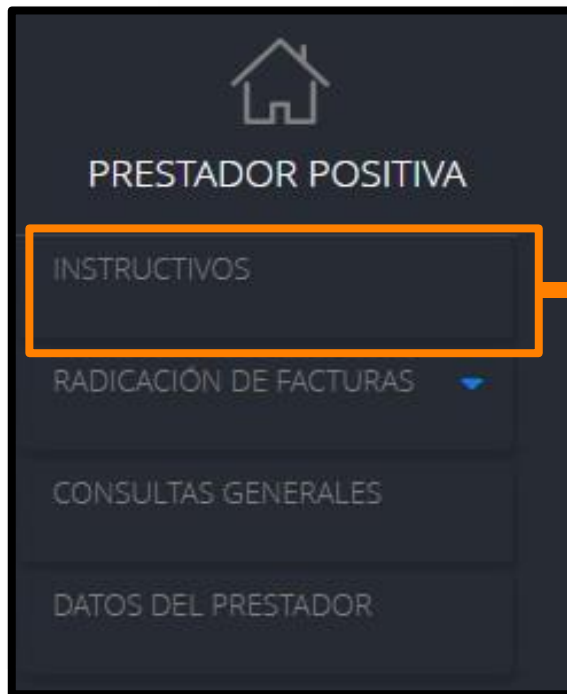 PRESTADOR POSITIVA
INSTRUCTIVOS
RADICACIÓN DE FACTURAS
CONSULTAS GENERALES
DATOS DEL PRESTADOR